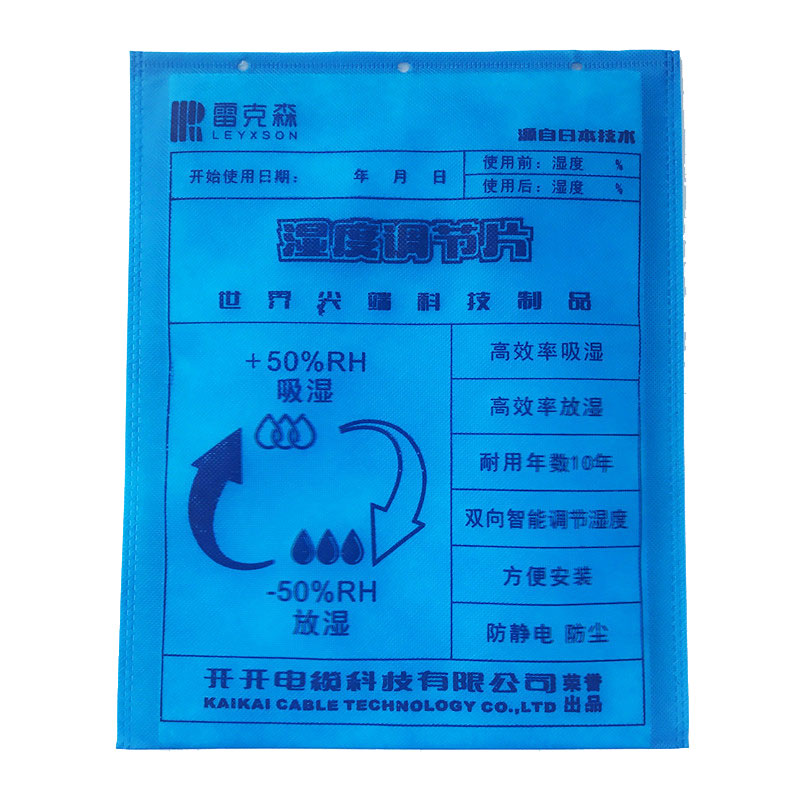 雷克森
LEYXSON
源自日本技术
开始使用日期： 年 月 日
使用前：湿度 %
使用后：湿度 %
湿度调节片
世界尖端科技制品
+50%RH
吸湿
-50%RH
放湿
高效率吸湿
高效率放湿
耐用年数10年
双向智能调节湿度
方便安装
防静电 防尘
开开电缆科技有限公司 荣誉出品
KAIKAI CABLE TECHNOLOGY CO.,LTD